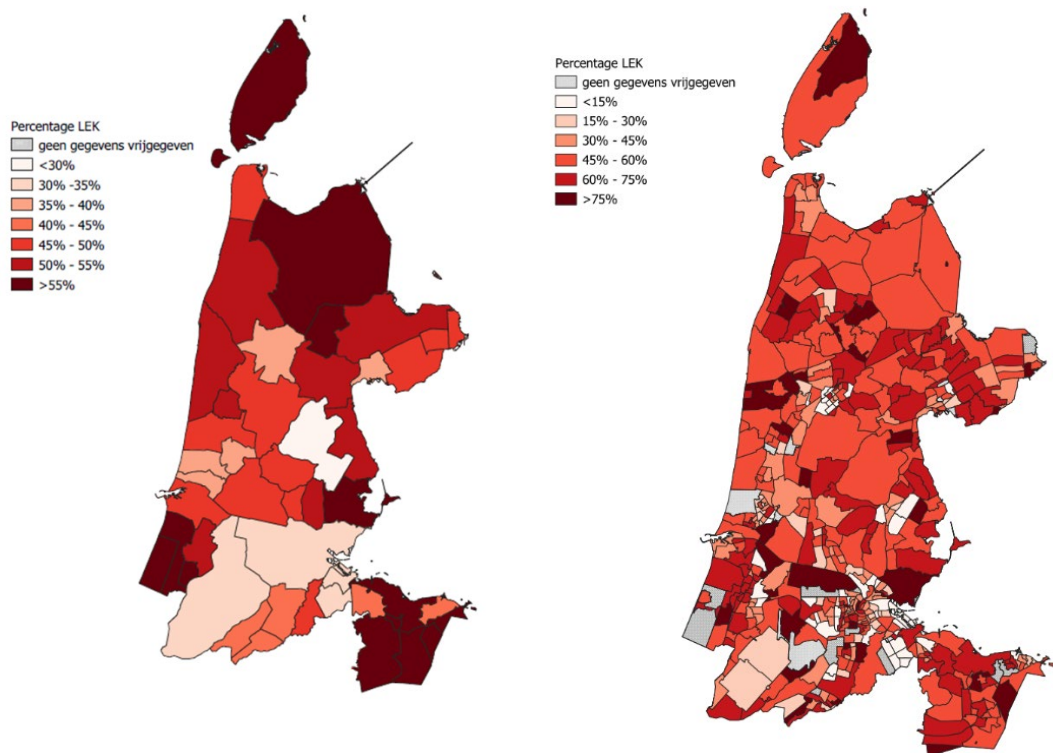 Percentage LEK
geen gegevens vrijgegeven
<30%
30% -35%
35% - 40%
40% - 45%
45% - 50%
50% - 55%
>55%
Percentage LEK
geen gegevens vrijgegeven
<15%
15% - 30%
30% - 45%
45% - 60%
60% - 75%
>75%